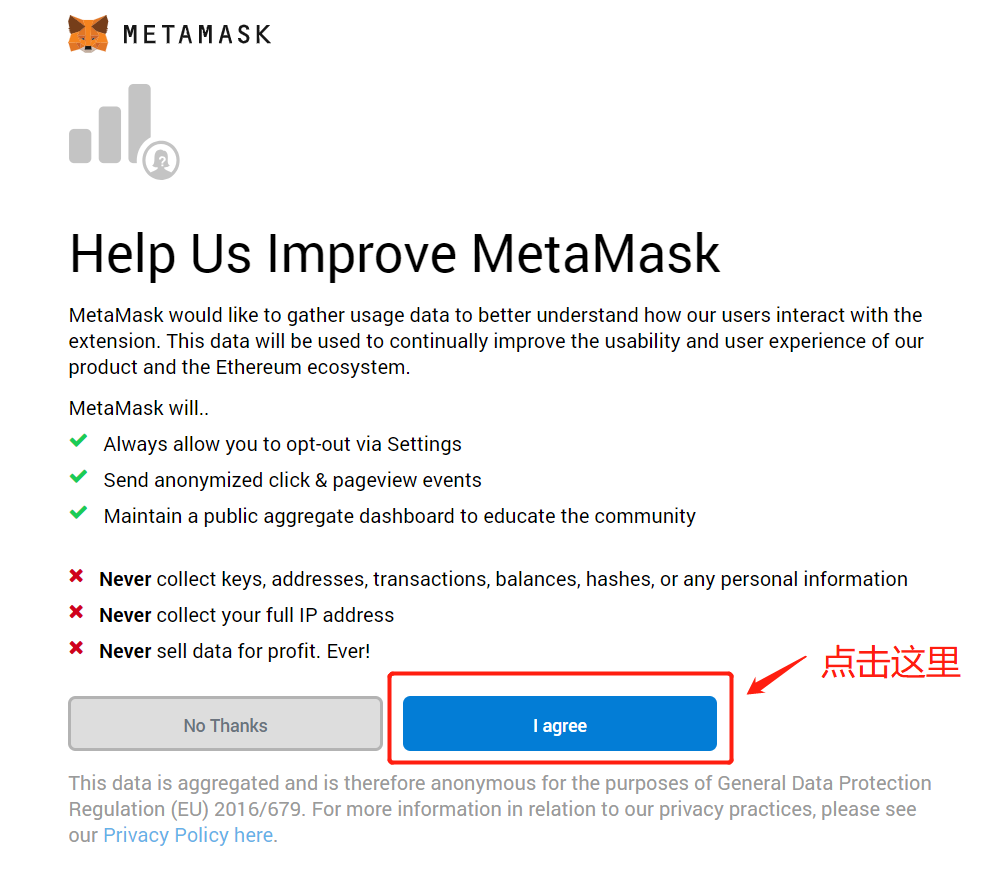 METAMASK
Help Us Improve MetaMask
MetaMask would like to gather usage data to better understand how our users interact with the
extension. This data will be used to continually improve the usability and user experience of our
product and the Ethereum ecosystem.
MetaMask will..
Always allow you to opt-out via Settings
Send anonymized click & pageview events
Maintain a public aggregate dashboard to educate the community
Never collect keys, addresses, transactions, balances, hashes, or any personal information
Never collect your full IP address
Never sell data for profit. Ever!
点击这里
No Thanks
I agree
This data is aggregated and is therefore anonymous for the purposes of General Data Protection
Regulation (EU) 2016/679. For more information in relation to our privacy practices, please see
our Privacy Policy here.